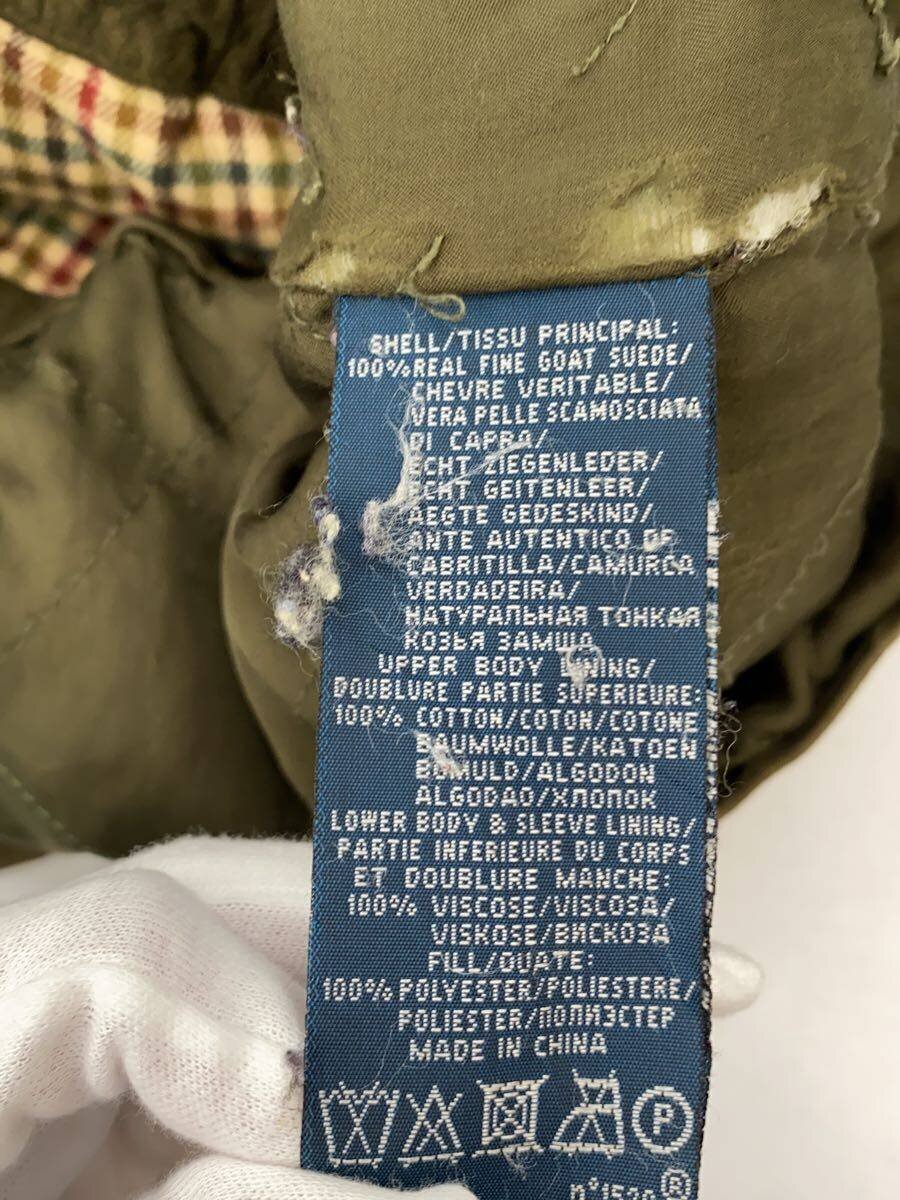 SHELL/TISSU PRINCIPAL:
100% REAL FINE GOAT SUEDE/
CHEVRE VERITABLE/
VERA PELLE SCAMOSCIATA
DI CAPRA/
ECHT ZIEGENLEDER/
ECHT GEITENLEER/
AEGTE GEDESKIND/
ANTE AUTENTICO DE
CABRITILLA/CAMURCA
VERDADEIRA/
НАТУРАЛЬНАЯ ТОНКАЯ
КОЗЬЯ ЗАМША
UPPER BODY LINING/
DOUBLURE PARTIE SUPERIEURE:
100% COTTON/COTON/COTONE
BAUMWOLLE/KATOEN
BOMULD/ALGODON
ALGODAO/ХЛОПОК
LOWER BODY & SLEEVE LINING/
PARTIE INFERIEURE DU CORPS
ET DOUBLURE MANCHE:
100% VISCOSE/VISCOSA/
VISKOSE/ВИСКОЗА
FILL/OUATE:
100% POLYESTER/POLIESTERE/
POLIESTER/ПОЛИЭСТЕР
MADE IN CHINA
P
®